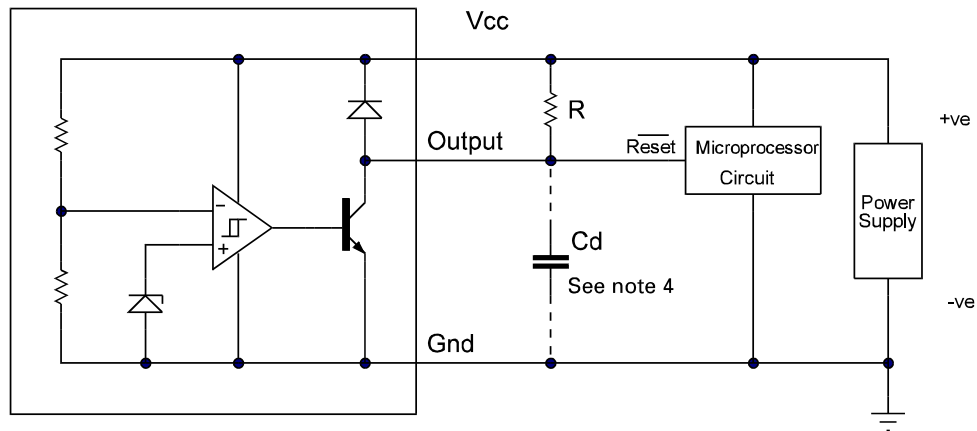 Vcc
R
+ve
Output
Reset
Microprocessor
Circuit
Power
Supply
−
+
Cd
See note 4
-ve
Gnd